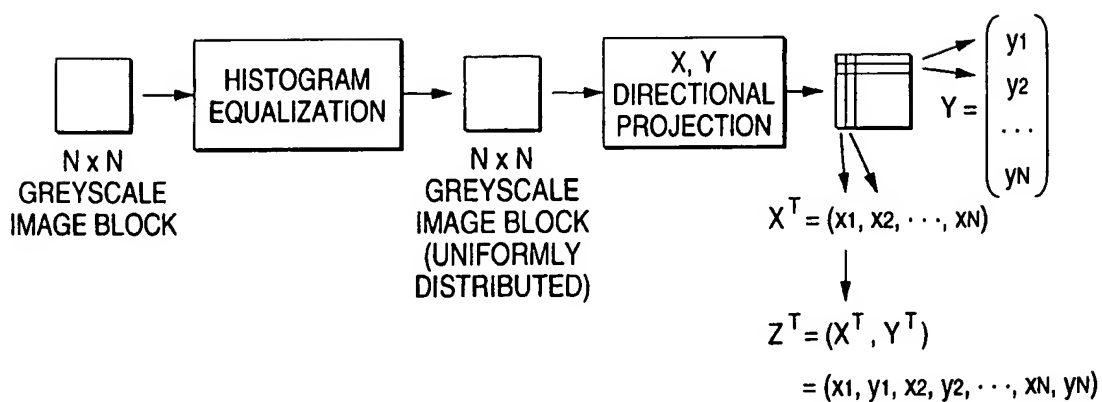 N x N
GREYSCALE
IMAGE BLOCK
HISTOGRAM
EQUALIZATION
N x N
GREYSCALE
IMAGE BLOCK
(UNIFORMLY
DISTRIBUTED)
X, Y
DIRECTIONAL
PROJECTION
Y =
y1
y2
...
yN
X^T = (x1, x2, ···, xN)
Z^T = (X^T, Y^T)
= (x1, y1, x2, y2, ···, xN, yN)